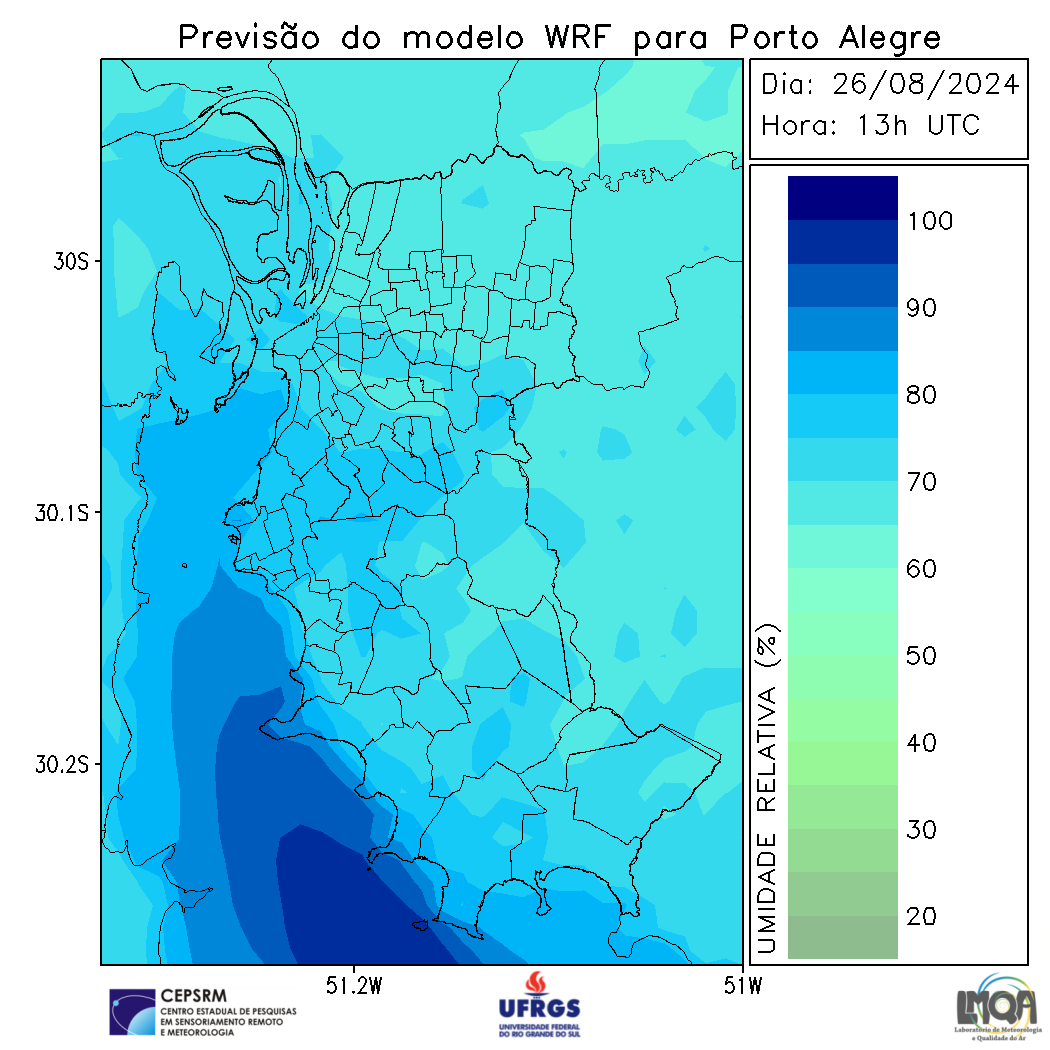 Previsão do modelo WRF para Porto Alegre
Dia: 26/08/2024
Hora: 13h UTC
30S
30.1S
30.2S
51.2W
51W
100
90
80
70
60
50
40
30
20
UMIDADE RELATIVA (%)
CEPSRM
CENTRO ESTADUAL DE PESQUISAS
EM SENSORIAMENTO REMOTO
E METEOROLOGIA
UFRGS
UNIVERSIDADE FEDERAL
DO RIO GRANDE DO SUL
LMQA
Laboratório de Meteorologia
e Qualidade do Ar